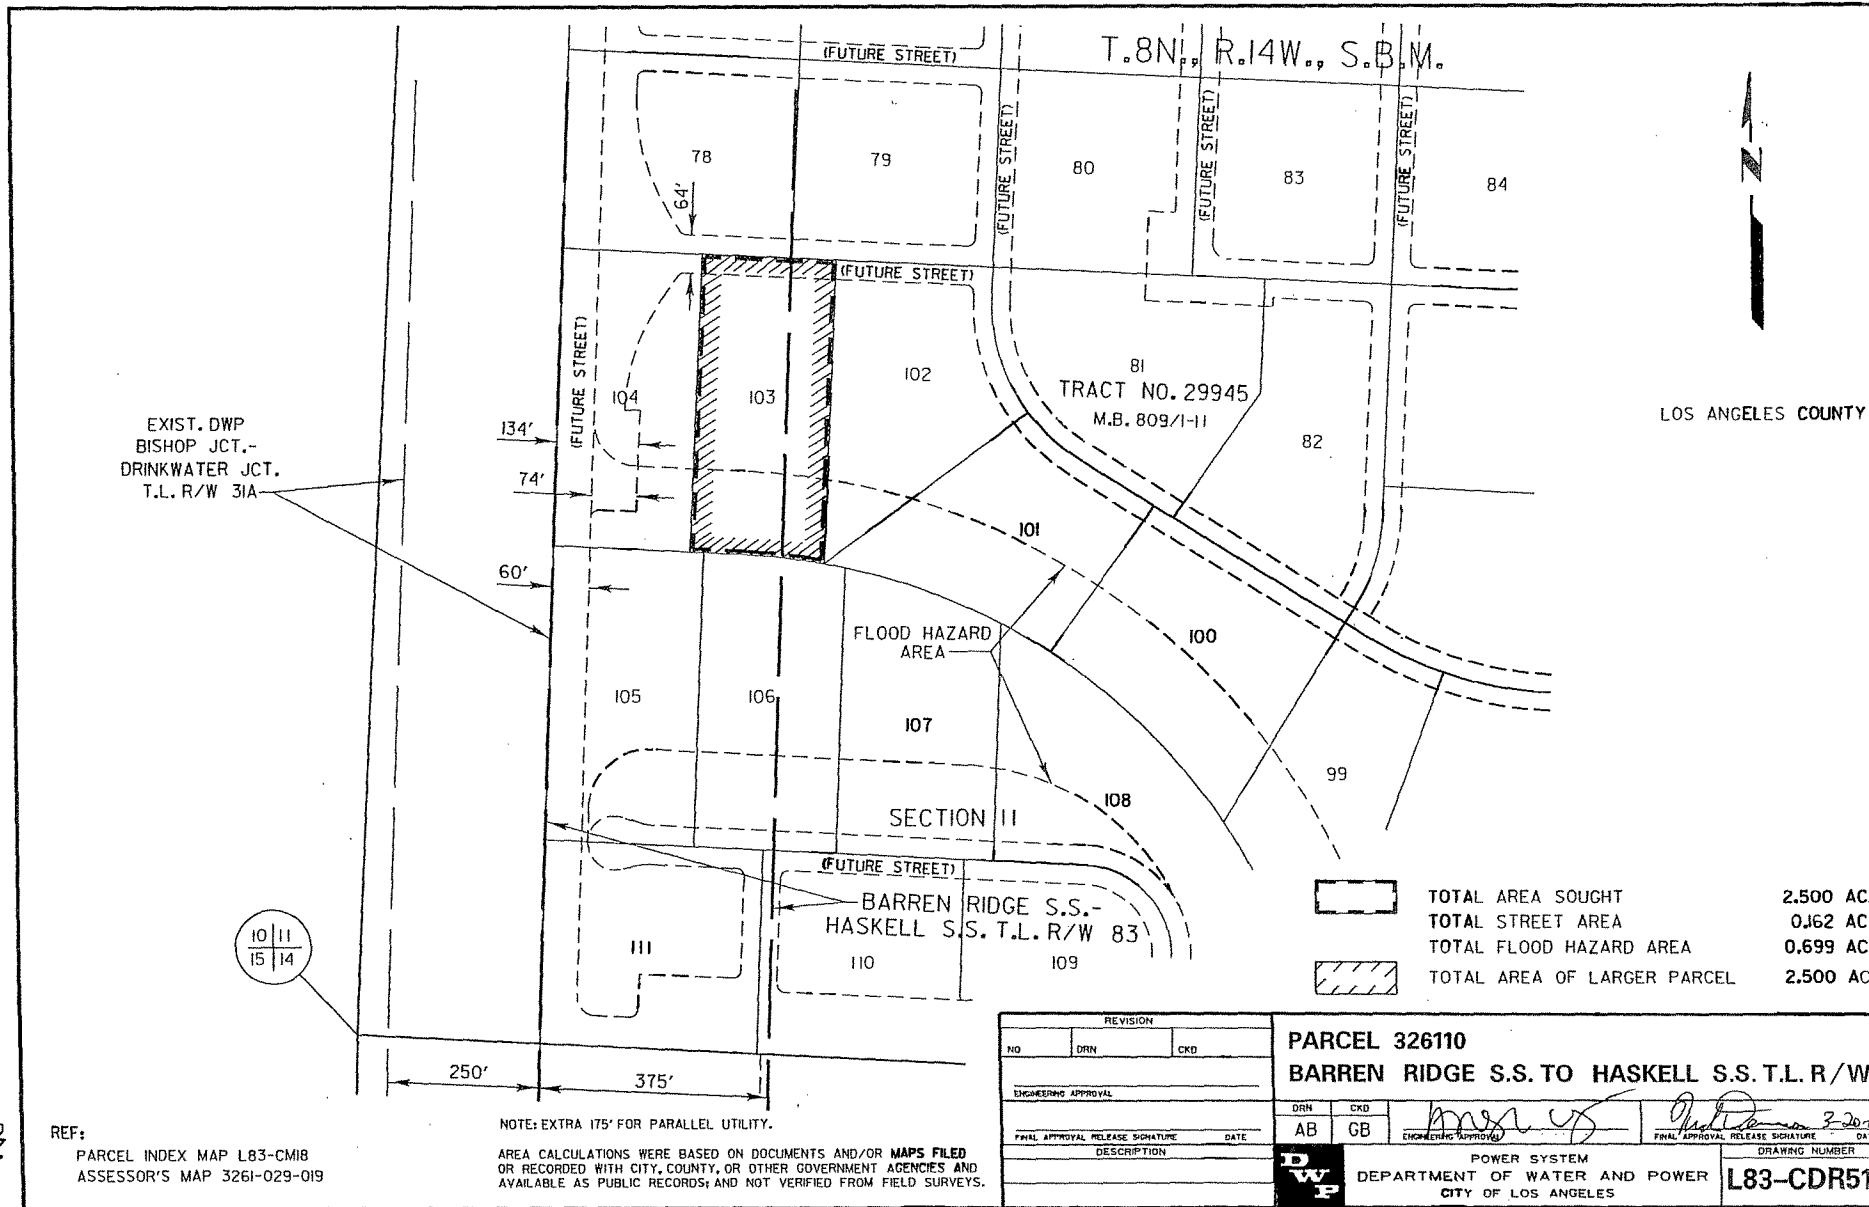 T.8N., R.14W., S.B.M.
(FUTURE STREET)
(FUTURE STREET)
(FUTURE STREET)
(FUTURE STREET)
78
79
80
83
84
64'
(FUTURE STREET)
N
(FUTURE STREET)
104
103
102
81
TRACT NO. 29945
M.B. 809/1-11
82
LOS ANGELES COUNTY
EXIST. DWP
BISHOP JCT.-
DRINKWATER JCT.
T.L. R/W 31A
134'
74'
60'
101
100
FLOOD HAZARD
AREA
105
106
107
108
99
SECTION 11
(FUTURE STREET)
BARREN RIDGE S.S.-
HASKELL S.S. T.L. R/W 83
111
110
109
10 11
15 14
250'
375'
TOTAL AREA SOUGHT 2.500 AC
TOTAL STREET AREA 0.162 AC
TOTAL FLOOD HAZARD AREA 0.699 AC
TOTAL AREA OF LARGER PARCEL 2.500 AC
NOTE: EXTRA 175' FOR PARALLEL UTILITY.
AREA CALCULATIONS WERE BASED ON DOCUMENTS AND/OR MAPS FILED
OR RECORDED WITH CITY, COUNTY, OR OTHER GOVERNMENT AGENCIES AND
AVAILABLE AS PUBLIC RECORDS; AND NOT VERIFIED FROM FIELD SURVEYS.
REF:
PARCEL INDEX MAP L83-CM18
ASSESSOR'S MAP 3261-029-019
REVISION
NO DRN CKD
ENGINEERING APPROVAL
FINAL APPROVAL RELEASE SIGNATURE DATE
DESCRIPTION
PARCEL 326110
BARREN RIDGE S.S. TO HASKELL S.S. T.L. R/W
DRN CKD
AB GB
ENGINEERING APPROVAL
3-20-
FINAL APPROVAL RELEASE SIGNATURE DA
DWP
POWER SYSTEM
DEPARTMENT OF WATER AND POWER
CITY OF LOS ANGELES
DRAWING NUMBER
L83-CDR51